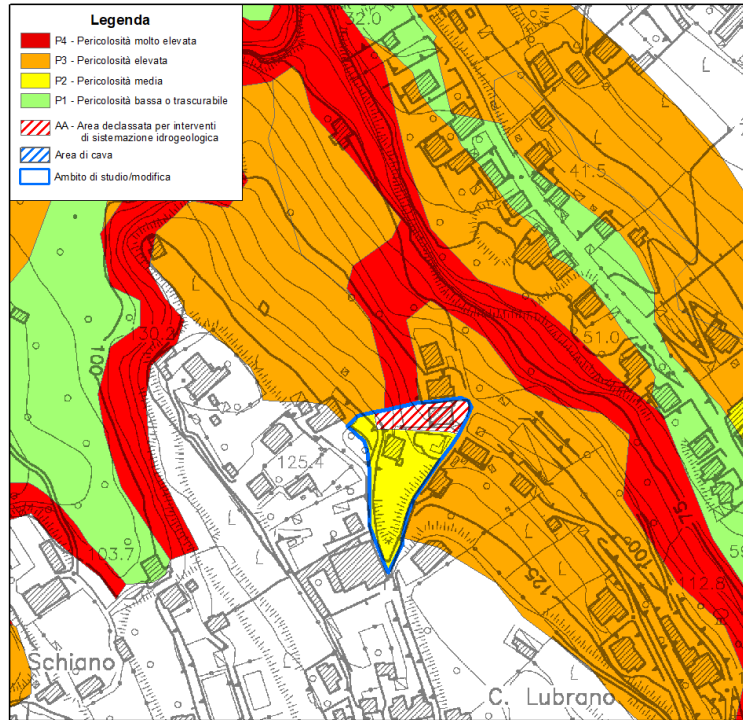 Legenda
P4 - Pericolosità molto elevata
P3 - Pericolosità elevata
P2 - Pericolosità media
P1 - Pericolosità bassa o trascurabile
AA - Area declassata per interventi
di sistemazione idrogeologica
Area di cava
Ambito di studio/modifica
32.0
41.5
100
51.0
125.4
75
103.7
100
125
112.8
Schiano
C. Lubrano